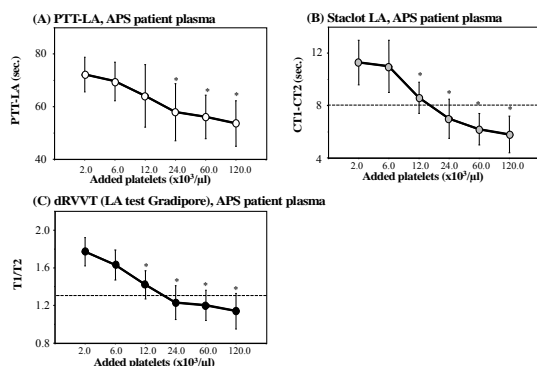 (A) PTT-LA, APS patient plasma
PTT-LA (sec.)
80
60
40
2.0 6.0 12.0 24.0 60.0 120.0
Added platelets (x10³/µl)
* * *
(B) Staclot LA, APS patient plasma
CT1-CT2 (sec.)
12
8
4
2.0 6.0 12.0 24.0 60.0 120.0
Added platelets (x10³/µl)
* * * *
(C) dRVVT (LA test Gradipore), APS patient plasma
T1/T2
2.0
1.6
1.2
0.8
2.0 6.0 12.0 24.0 60.0 120.0
Added platelets (x10³/µl)
* * * *